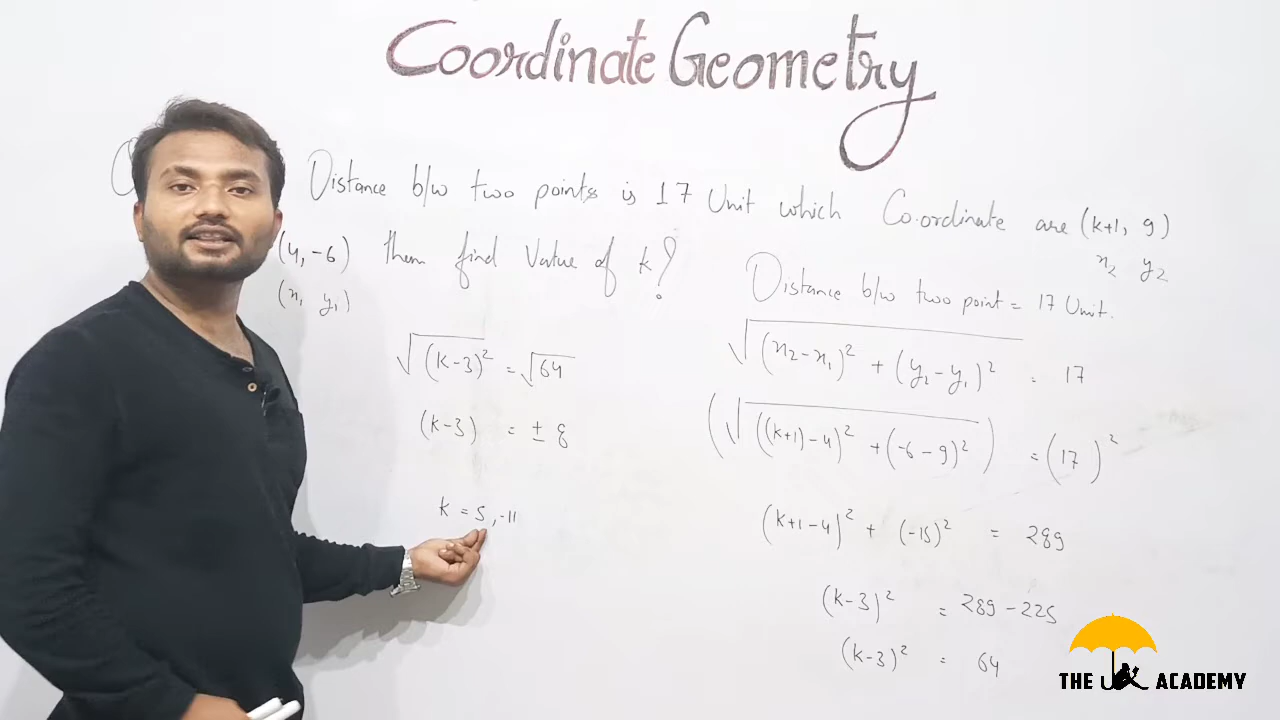 Coordinate Geometry
Distance b/w two points is 17 Unit which Co.ordinate are (k+1, 9)
x₂ y₂
(4,-6) them find Value of k?
(x₁ y₁)
√(k-3)² = √64
(k-3) = ± 8
k = 5, -11
Distance b/w two point = 17 Unit.
√(x₂-x₁)² + (y₂-y₁)² = 17
(√((k+1)-4)² + (-6-9)²) = (17)²
(k+1-4)² + (-15)² = 289
(k-3)² = 289 - 225
(k-3)² = 64
THE ACADEMY